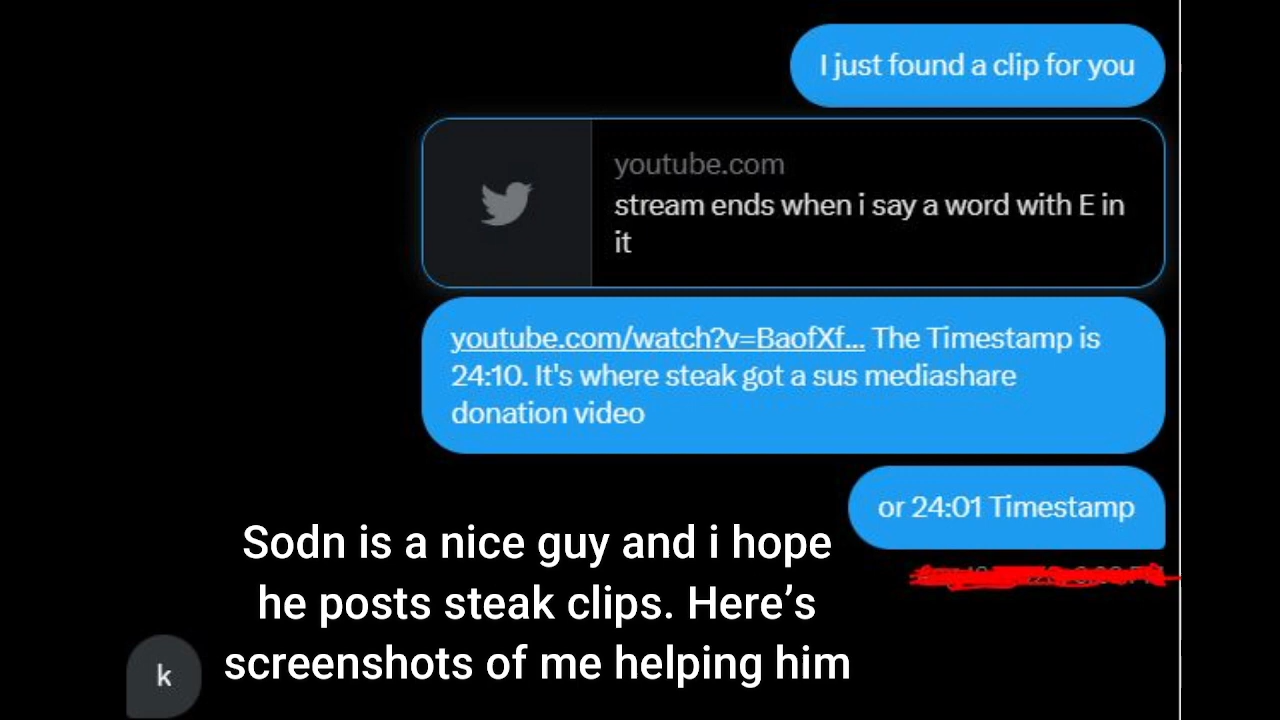 I just found a clip for you
youtube.com
stream ends when i say a word with E in
it
youtube.com/watch?v=BaofXf... The Timestamp is
24:10. It's where steak got a sus mediashare
donation video
or 24:01 Timestamp
Sodn is a nice guy and i hope
he posts steak clips. Here’s
screenshots of me helping him
k